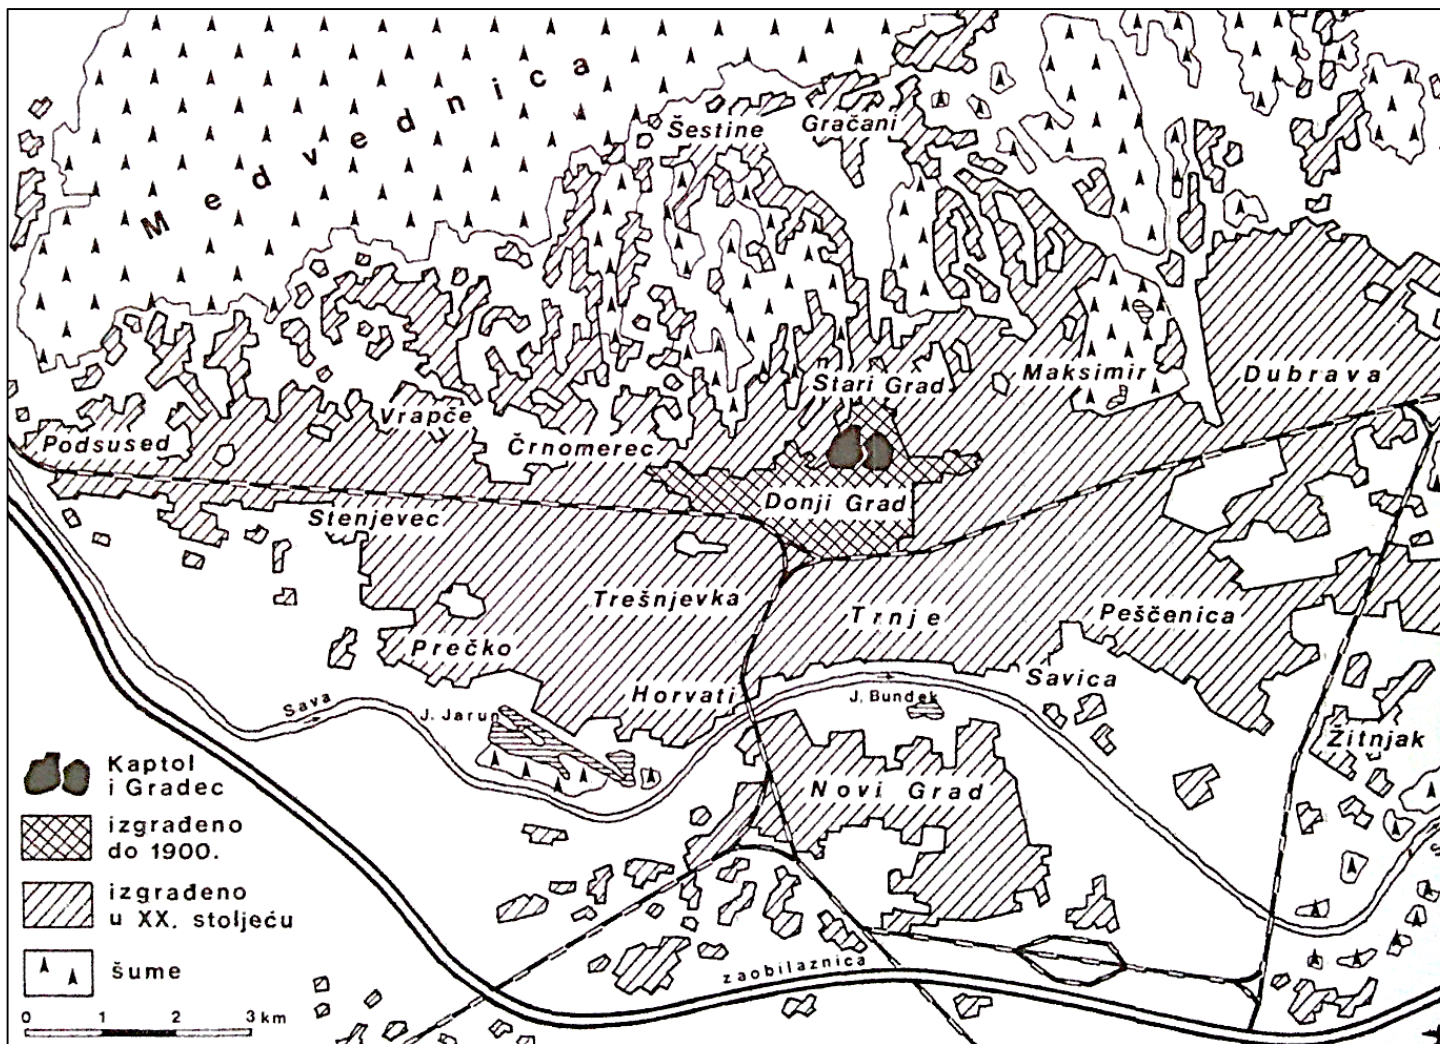 Medvednica
Šestine
Gračani
Stari Grad
Maksimir
Dubrava
Podsused
Vrapče
Črnomerec
Donji Grad
Stenjevec
Trešnjevka
Trnje
Peščenica
Prečko
Horvati
Savica
Sava
J. Jarun
J. Bundek
Žitnjak
Novi Grad
zaobilaznica
Kaptol
i Gradec
izgrađeno
do 1900.
izgrađeno
u XX. stoljeću
šume
0 1 2 3 km